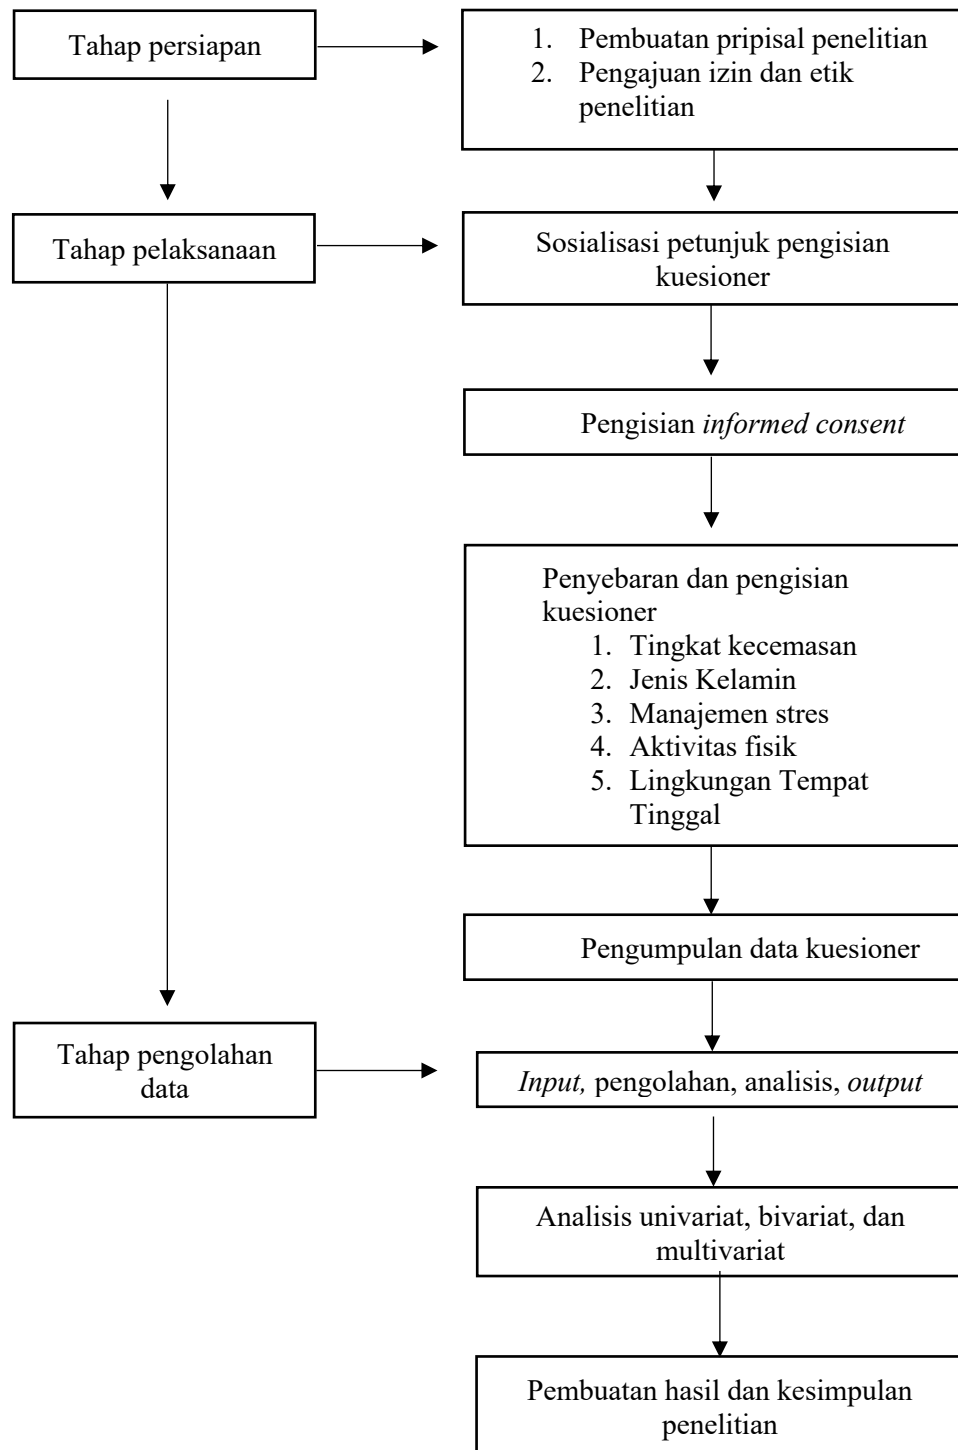 Tahap persiapan
1. Pembuatan pripisal penelitian
2. Pengajuan izin dan etik
penelitian
Tahap pelaksanaan
Sosialisasi petunjuk pengisian
kuesioner
Pengisian informed consent
Penyebaran dan pengisian
kuesioner
1. Tingkat kecemasan
2. Jenis Kelamin
3. Manajemen stres
4. Aktivitas fisik
5. Lingkungan Tempat
Tinggal
Pengumpulan data kuesioner
Tahap pengolahan
data
Input, pengolahan, analisis, output
Analisis univariat, bivariat, dan
multivariat
Pembuatan hasil dan kesimpulan
penelitian